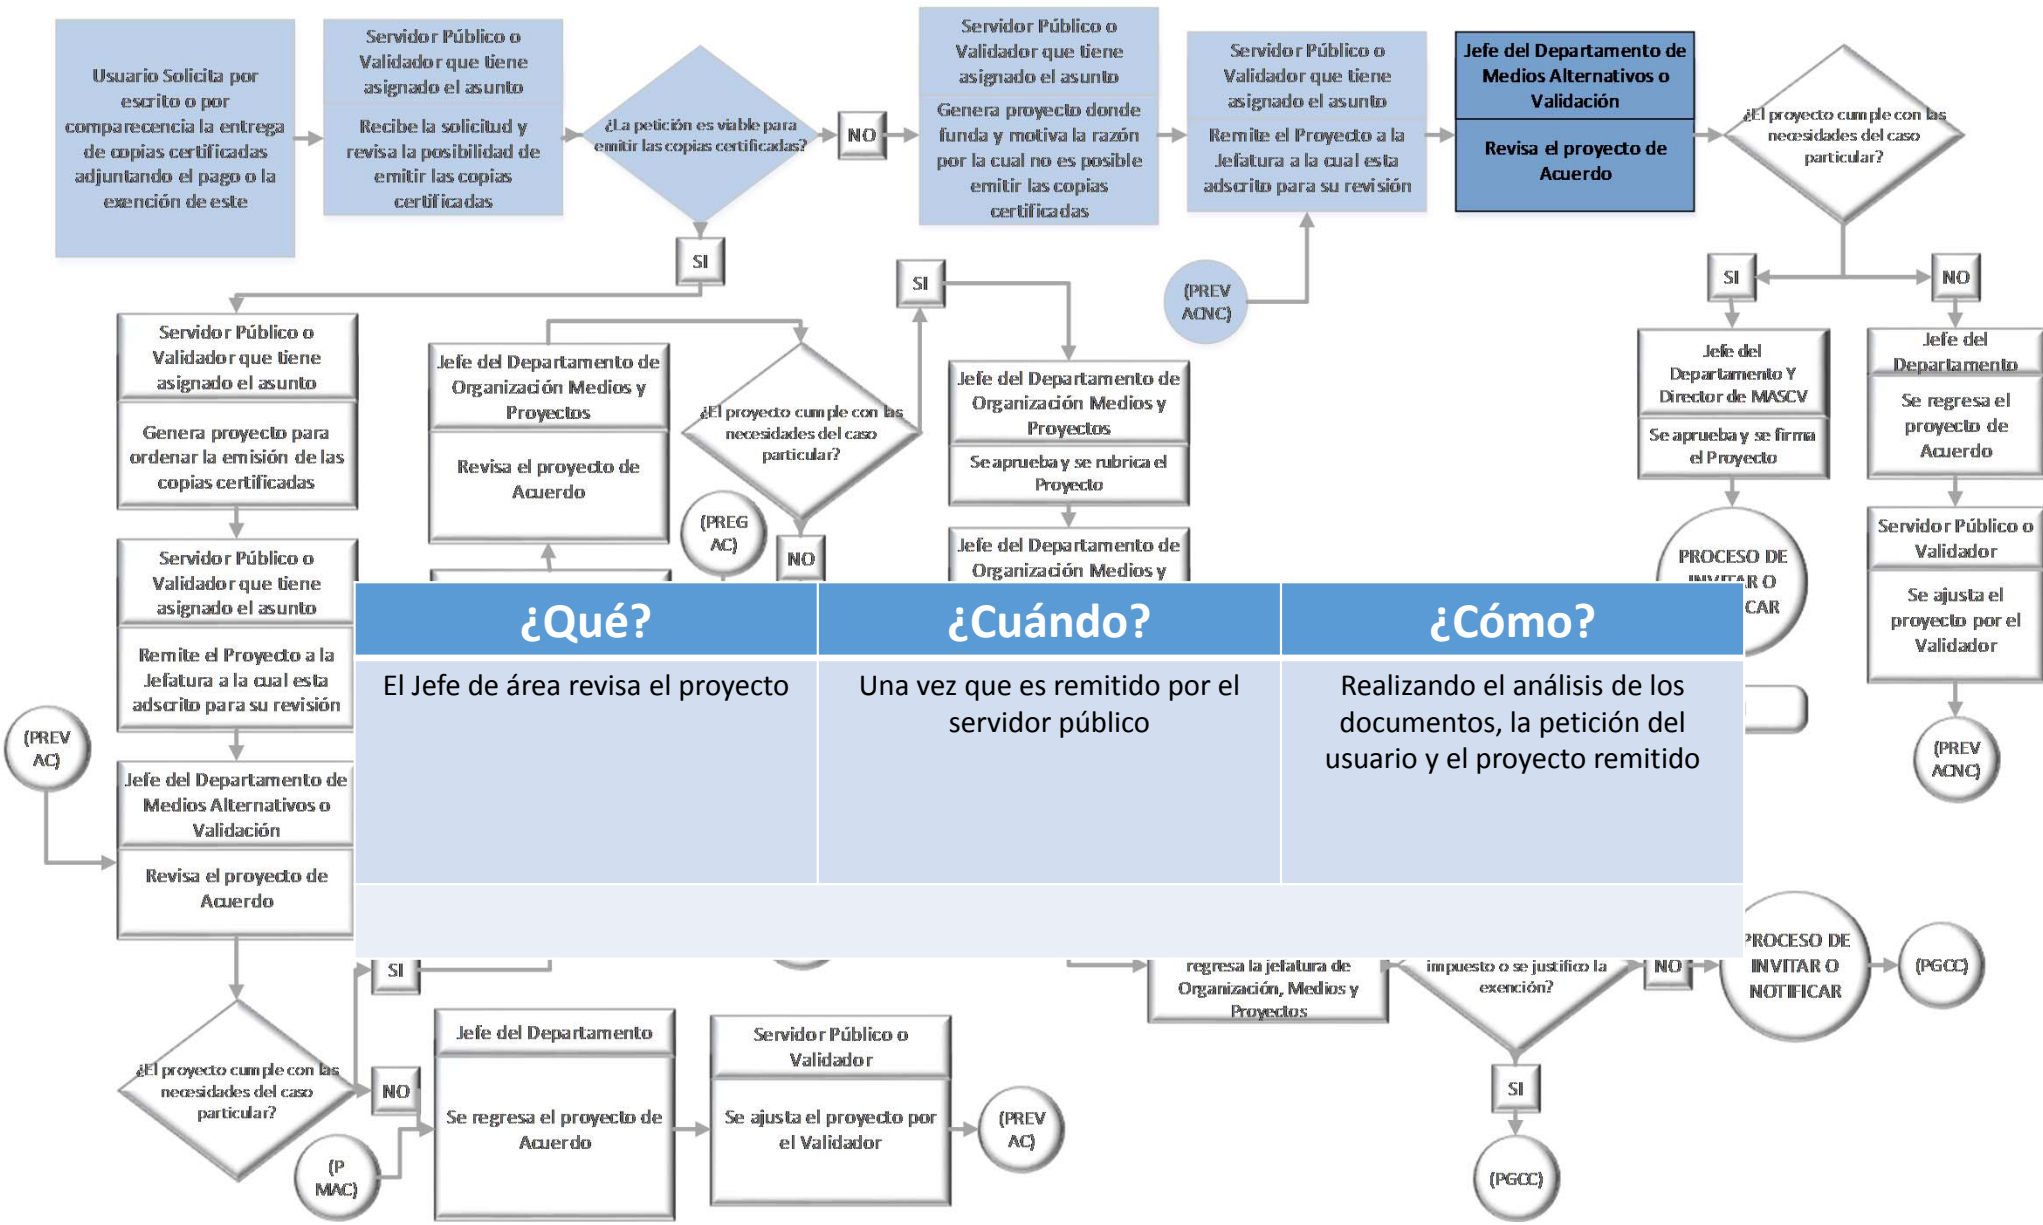 Usuario Solicita por
escrito o por
comparecencia la entrega
de copias certificadas
adjuntando el pago o la
exención de este
Servidor Público o
Validador que tiene
asignado el asunto
Recibe la solicitud y
revisa la posibilidad de
emitir las copias
certificadas
¿La petición es viable para
emitir las copias certificadas?
NO
Servidor Público o
Validador que tiene
asignado el asunto
Genera proyecto donde
funda y motiva la razón
por la cual no es posible
emitir las copias
certificadas
Servidor Público o
Validador que tiene
asignado el asunto
Remite el Proyecto a la
Jefatura a la cual esta
adscrito para su revisión
Jefe del Departamento de
Medios Alternativos o
Validación
Revisa el proyecto de
Acuerdo
¿El proyecto cumple con las
necesidades del caso
particular?
SI
SI
(PREV
ACNC)
SI
NO
Servidor Público o
Validador que tiene
asignado el asunto
Genera proyecto para
ordenar la emisión de las
copias certificadas
Jefe del Departamento de
Organización Medios y
Proyectos
Revisa el proyecto de
Acuerdo
¿El proyecto cumple con las
necesidades del caso
particular?
Jefe del Departamento de
Organización Medios y
Proyectos
Se aprueba y se rubrica el
Proyecto
Jefe del
Departamento Y
Director de MASCV
Se aprueba y se firma
el Proyecto
Jefe del
Departamento
Se regresa el
proyecto de
Acuerdo
(PREG
AC)
NO
Servidor Público o
Validador que tiene
asignado el asunto
Remite el Proyecto a la
Jefatura a la cual esta
adscrito para su revisión
Jefe del Departamento de
Organización Medios y
PROCESO DE
INVITAR O
CAR
Servidor Público o
Validador
Se ajusta el
proyecto por el
Validador
¿Qué?
¿Cuándo?
¿Cómo?
El Jefe de área revisa el proyecto
Una vez que es remitido por el
servidor público
Realizando el análisis de los
documentos, la petición del
usuario y el proyecto remitido
(PREV
AC)
(PREV
ACNC)
Jefe del Departamento de
Medios Alternativos o
Validación
Revisa el proyecto de
Acuerdo
SI
regresa la jefatura de
Organización, Medios y
Proyectos
impuesto o se justifico la
exención?
NO
PROCESO DE
INVITAR O
NOTIFICAR
(PGCC)
¿El proyecto cumple con las
necesidades del caso
particular?
NO
Jefe del Departamento
Se regresa el proyecto de
Acuerdo
Servidor Público o
Validador
Se ajusta el proyecto por
el Validador
(PREV
AC)
SI
(P
MAC)
(PGCC)